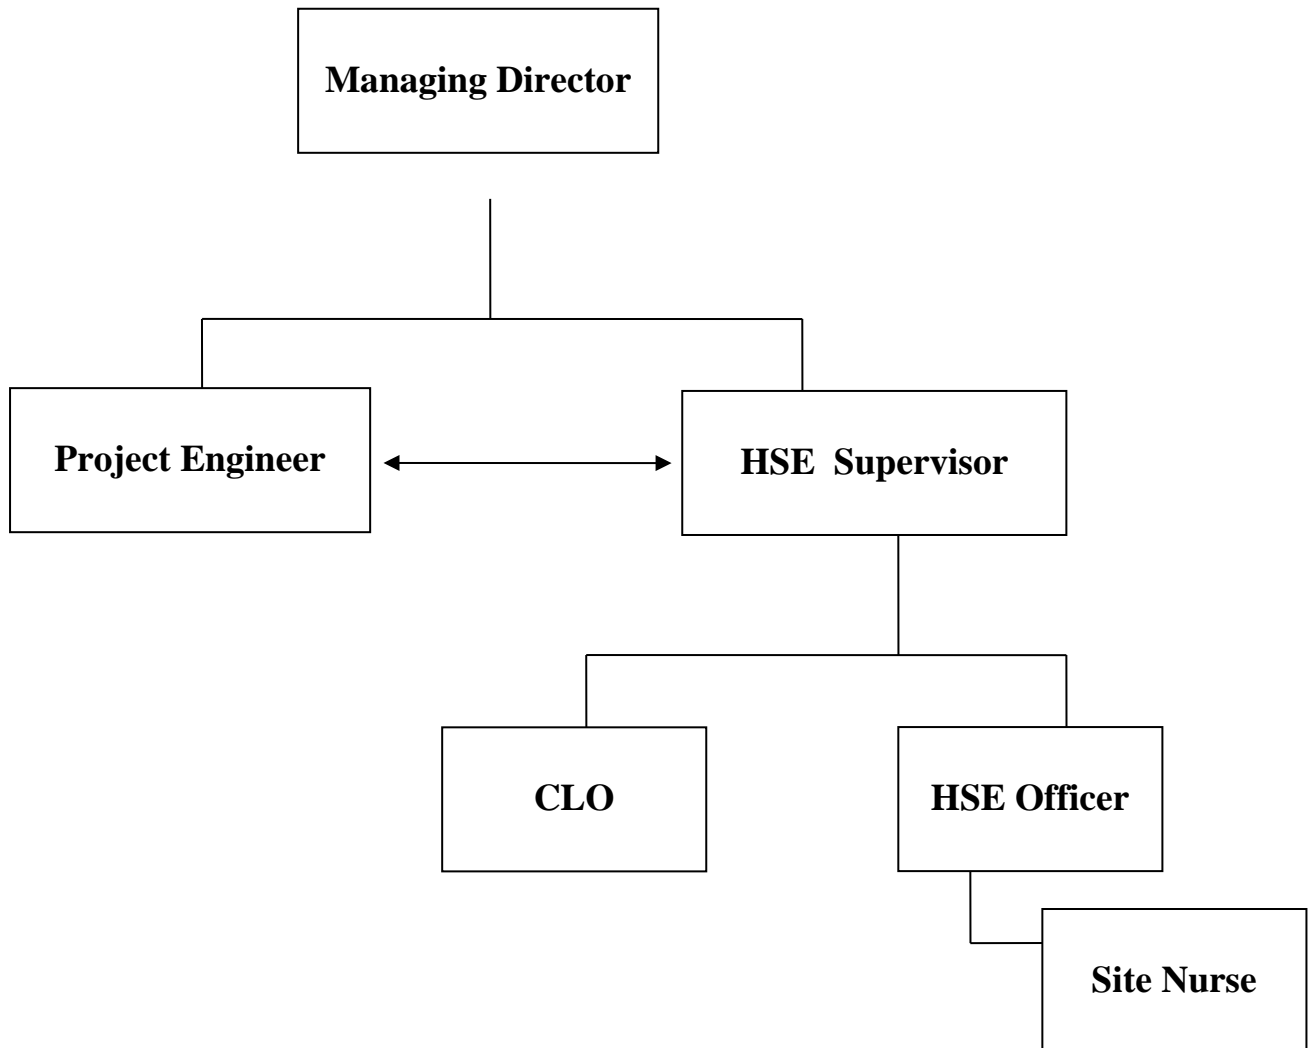 Managing Director
Project Engineer
HSE  Supervisor
CLO
HSE Officer
Site Nurse